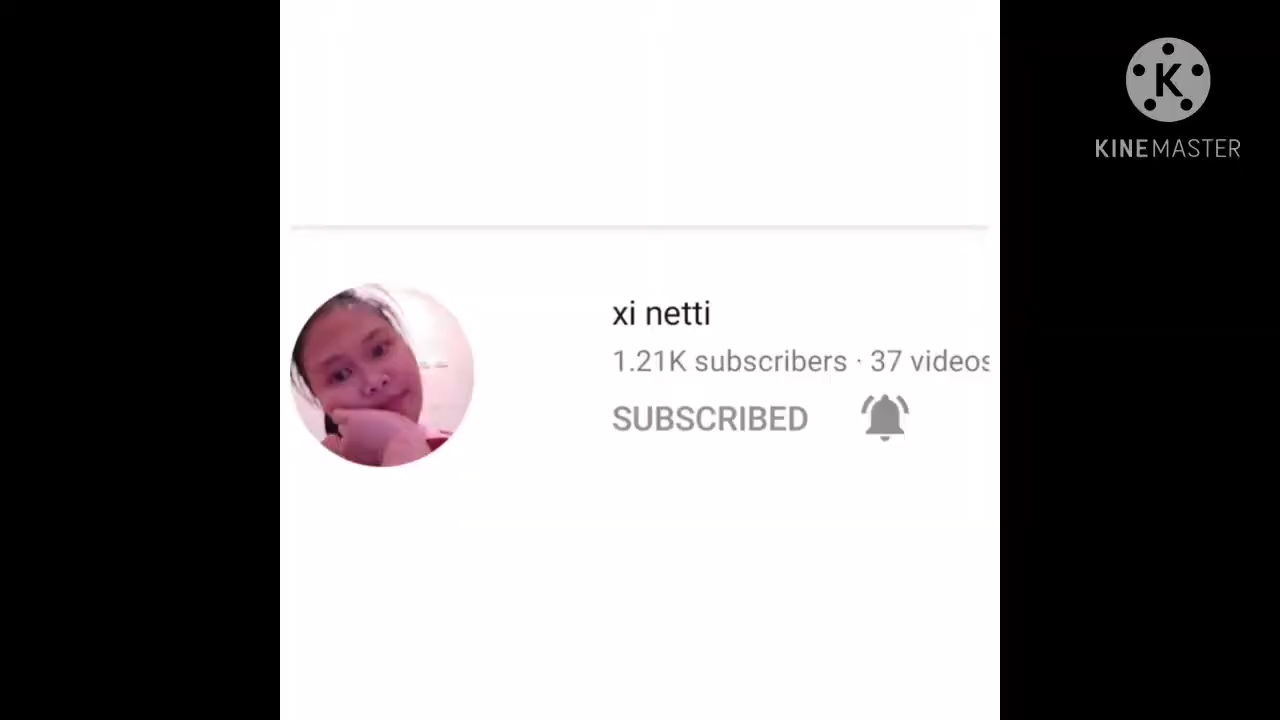 K
KINEMASTER
xi netti
1.21K subscribers · 37 videos
SUBSCRIBED